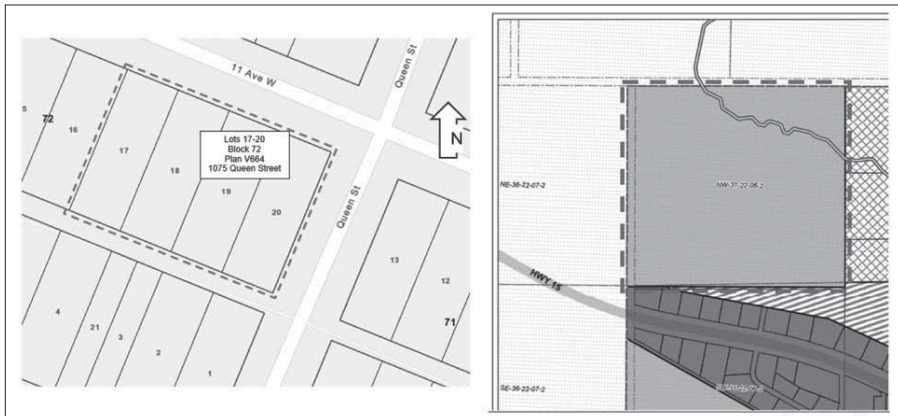 11 Ave W
Queen St
5
72
16
17
18
19
20
Lots 17-20
Block 72
Plan V664
1075 Queen Street
N
Queen St
13
12
71
4
21
3
2
1
NE-36-22-07-2
NW-31-22-06-2
HWY 15
SE-36-22-07-2